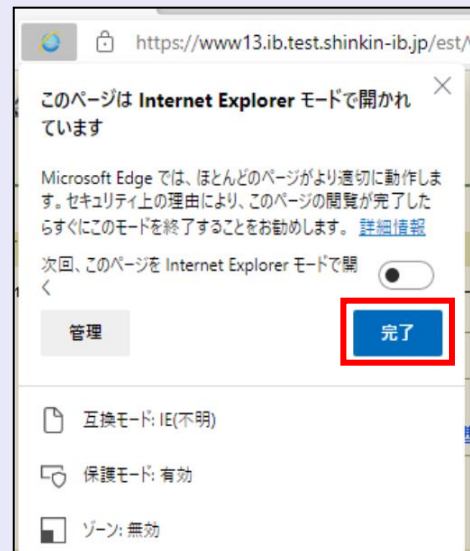 https://www13.ib.test.shinkin-ib.jp/est/
このページは Internet Explorer モードで開かれ
ています
Microsoft Edge では、ほとんどのページがより適切に動作しま
す。セキュリティ上の理由により、このページの閲覧が完了した
らすぐにこのモードを終了することをお勧めします。 詳細情報
次回、このページを Internet Explorer モードで開
く
管理
完了
互換モード: IE(不明)
保護モード: 有効
ゾーン: 無効